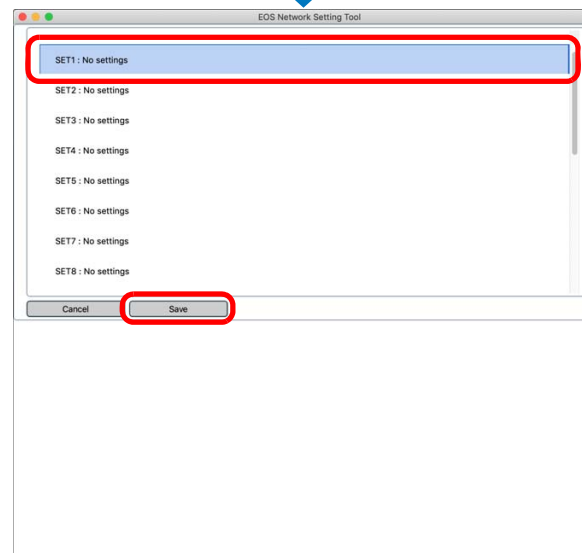 EOS Network Setting Tool
SET1 : No settings
SET2 : No settings
SET3 : No settings
SET4 : No settings
SET5 : No settings
SET6 : No settings
SET7 : No settings
SET8 : No settings
Cancel Save